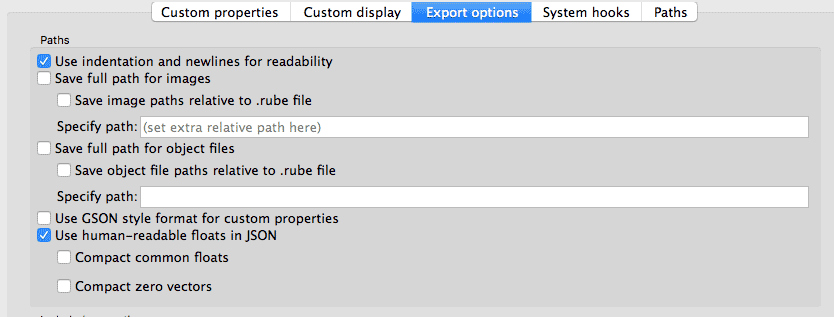 Custom properties Custom display Export options System hooks Paths
Paths
Use indentation and newlines for readability
Save full path for images
Save image paths relative to .rube file
Specify path: (set extra relative path here)
Save full path for object files
Save object file paths relative to .rube file
Specify path:
Use GSON style format for custom properties
Use human-readable floats in JSON
Compact common floats
Compact zero vectors